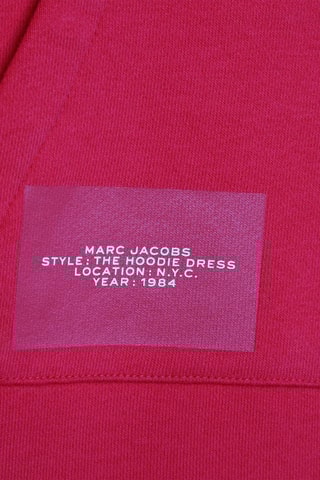 MARC JACOBS
STYLE : THE HOODIE DRESS
LOCATION : N.Y.C.
YEAR : 1984